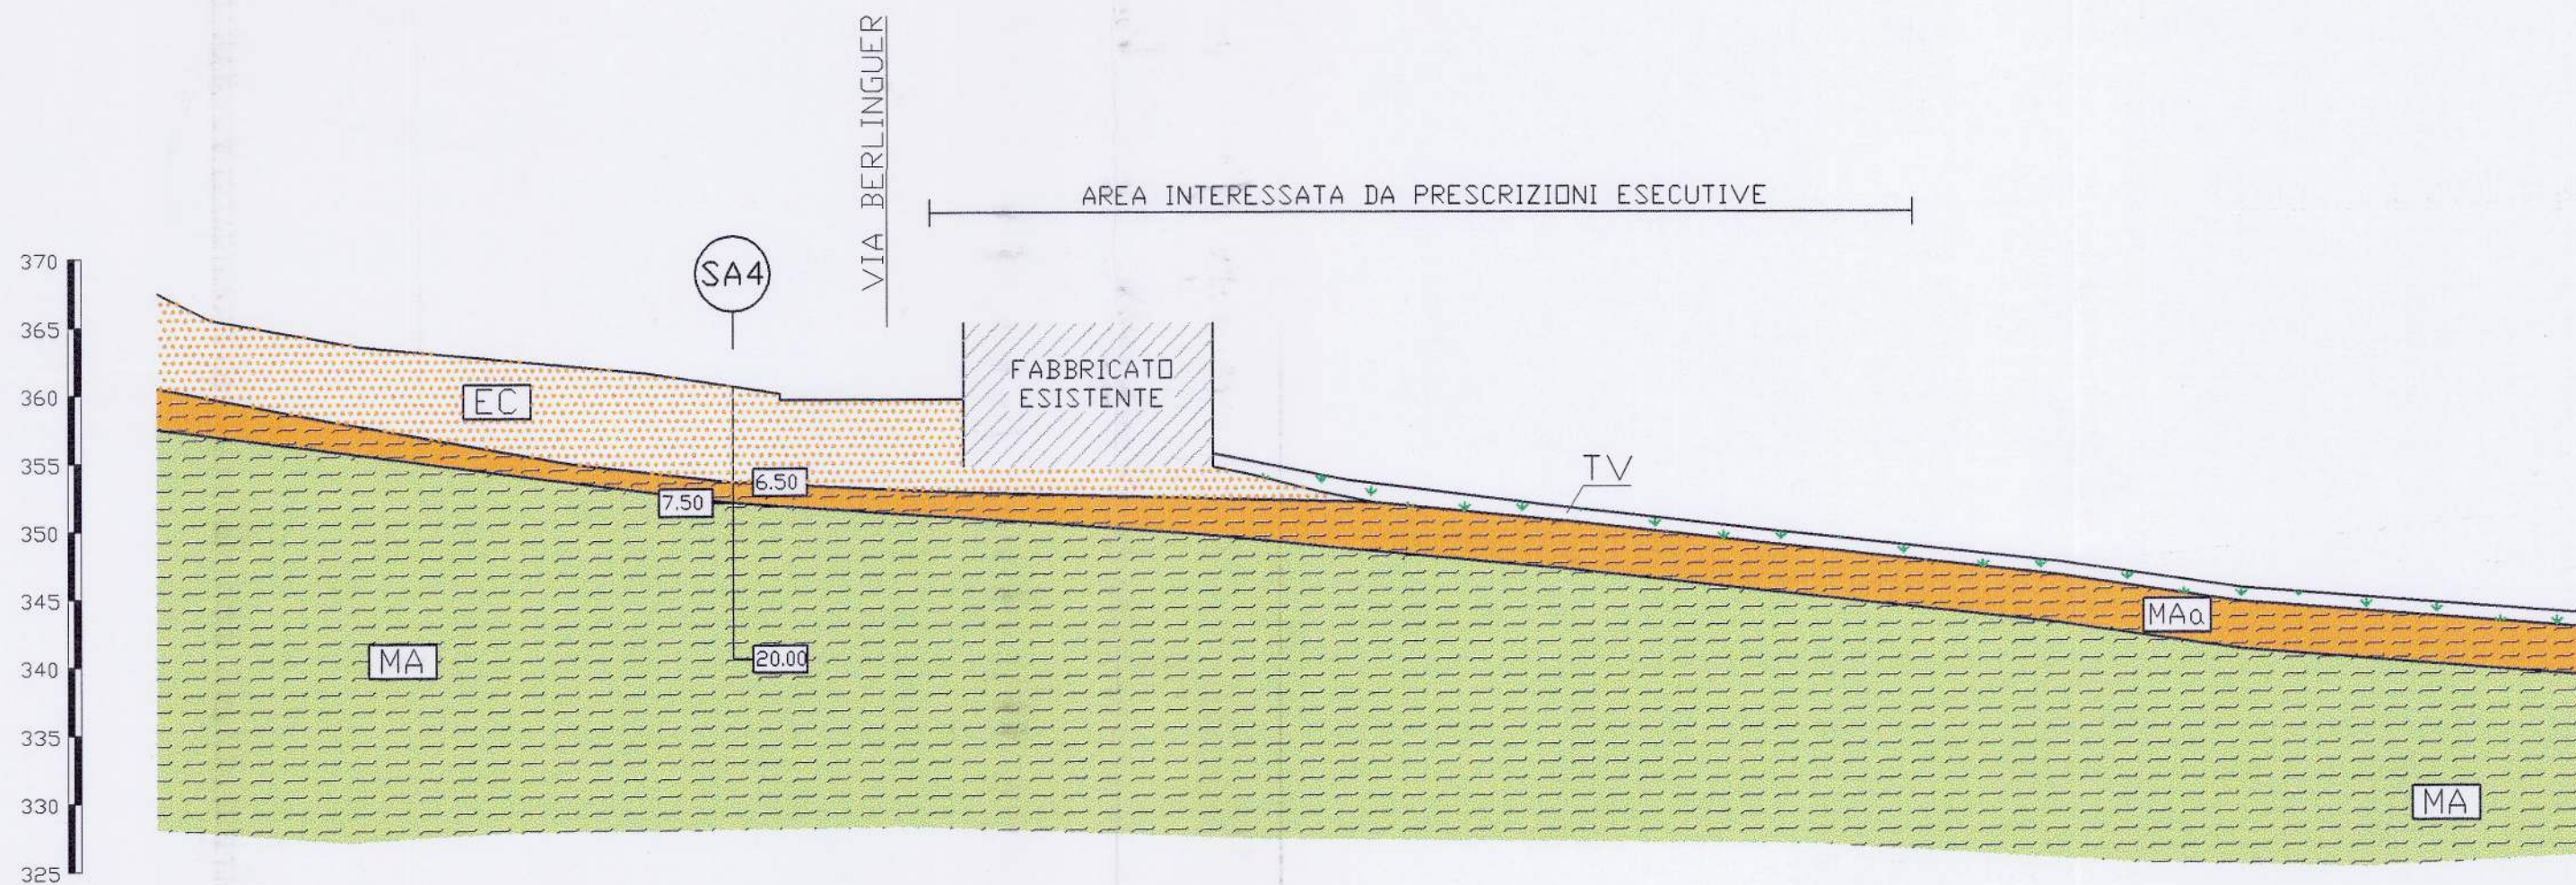 VIA BERLINGUER
AREA INTERESSATA DA PRESCRIZIONI ESECUTIVE
SA4
370
365
360
355
350
345
340
335
330
325
FABBRICATO
ESISTENTE
EC
TV
6.50
7.50
MAa
MA
20.00
MA